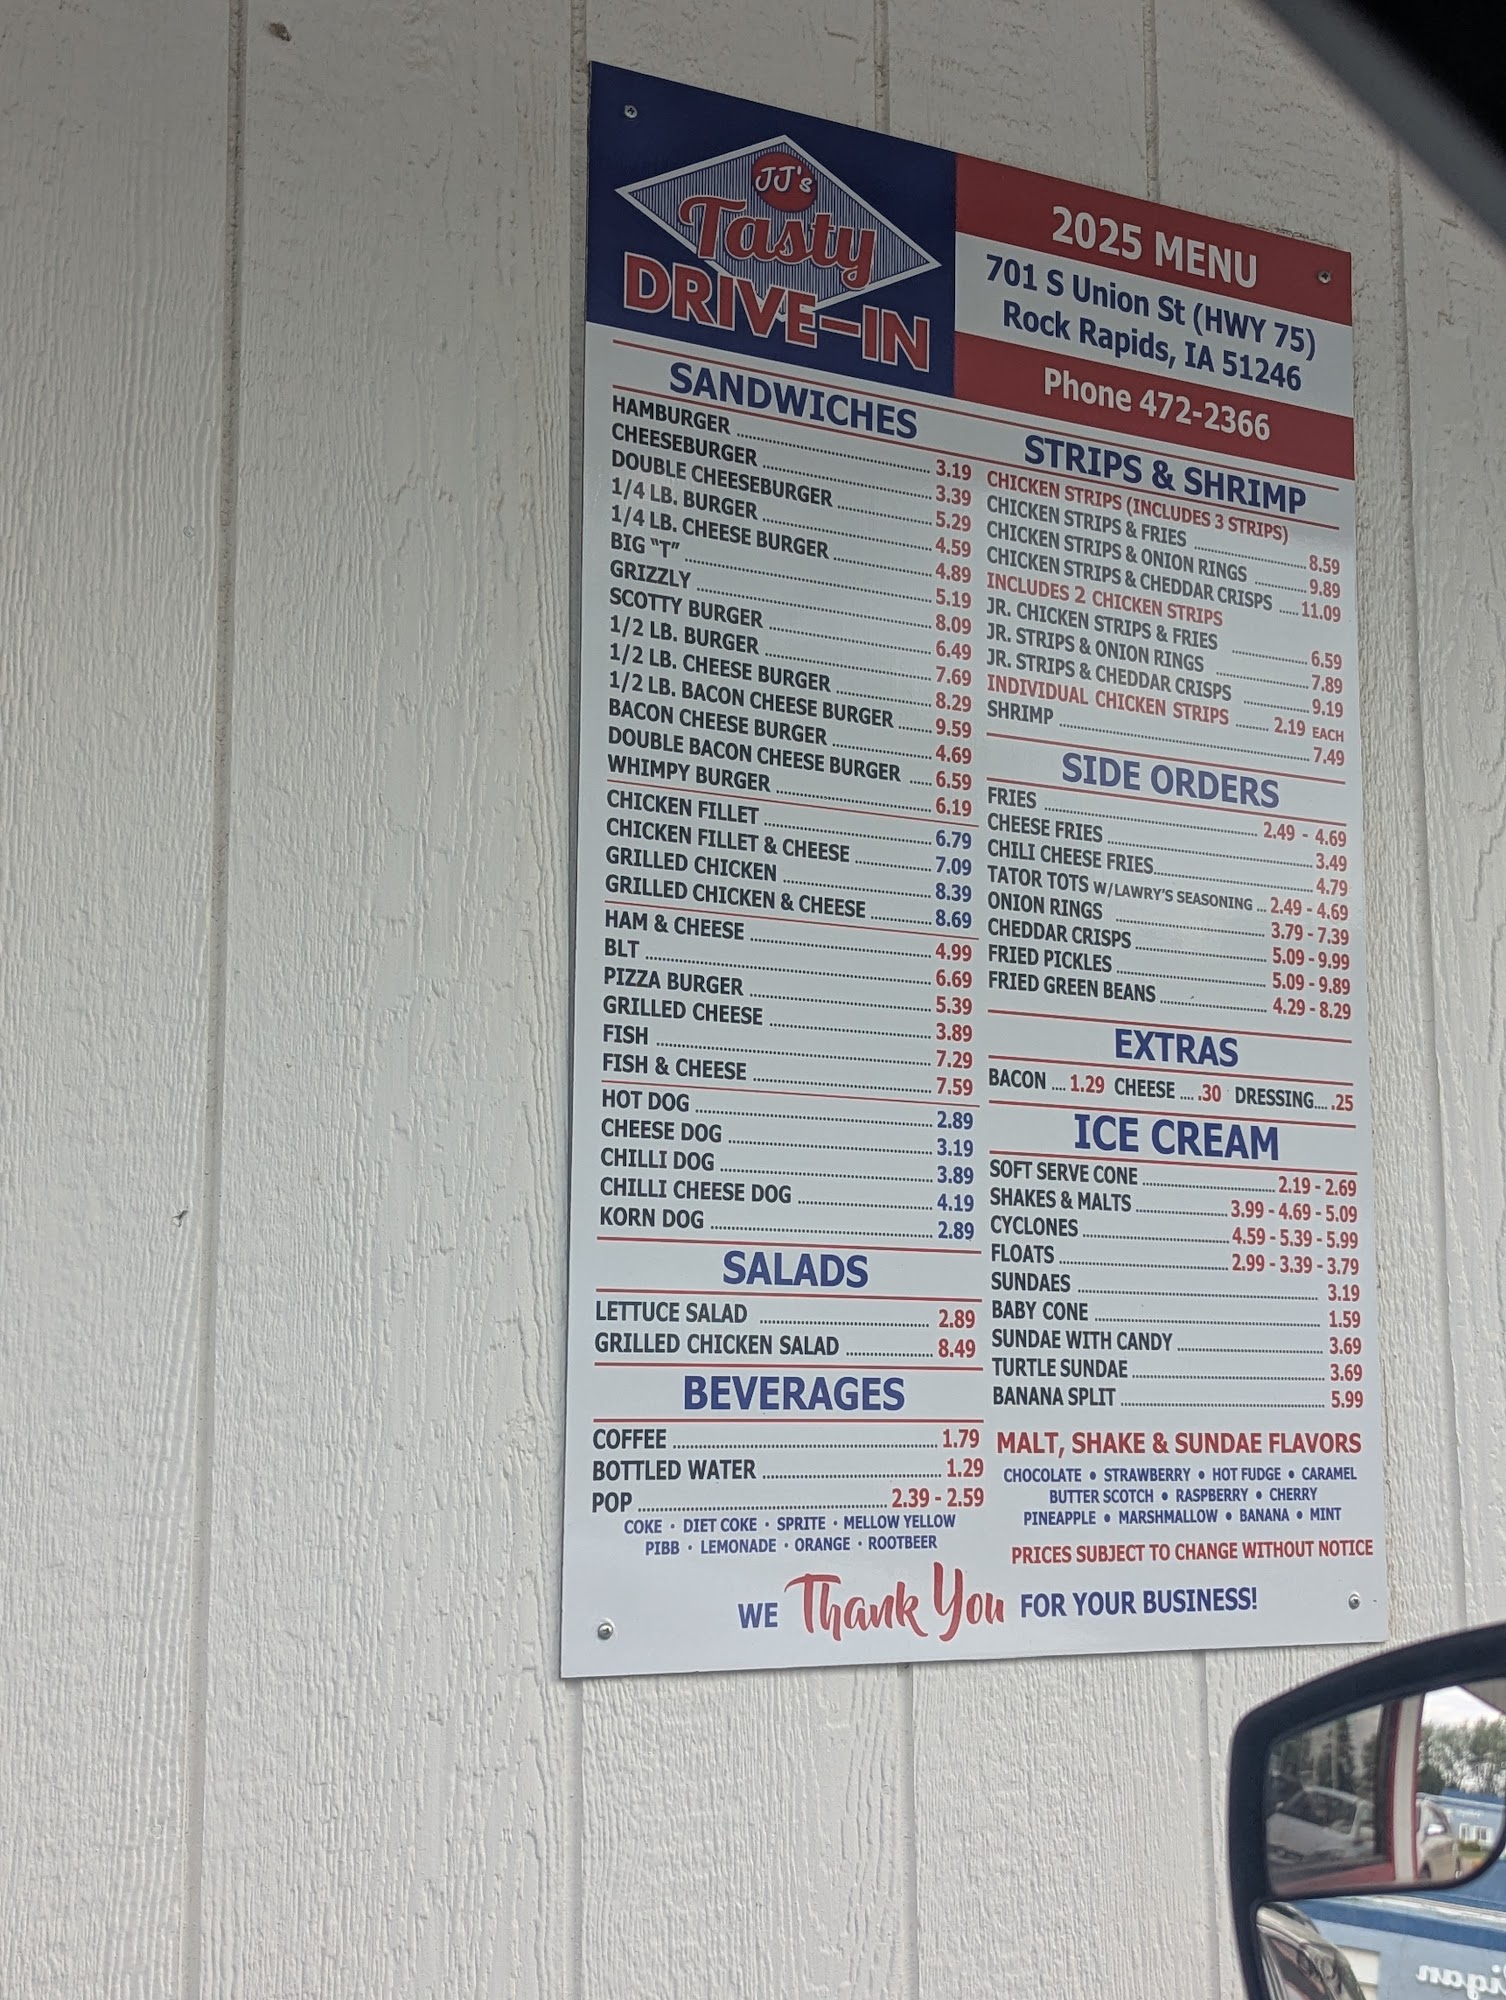 JJ's
Tasty
DRIVE-IN
2025 MENU
701 S Union St (HWY 75)
Rock Rapids, IA 51246
Phone 472-2366
SANDWICHES
HAMBURGER 3.19
CHEESEBURGER 3.39
DOUBLE CHEESEBURGER 5.29
1/4 LB. BURGER 4.59
1/4 LB. CHEESE BURGER 4.89
BIG “T” 5.19
GRIZZLY 8.09
SCOTTY BURGER 6.49
1/2 LB. BURGER 7.69
1/2 LB. CHEESE BURGER 8.29
1/2 LB. BACON CHEESE BURGER 9.59
BACON CHEESE BURGER 4.69
DOUBLE BACON CHEESE BURGER 6.59
WHIMPY BURGER 6.19
CHICKEN FILLET 6.79
CHICKEN FILLET & CHEESE 7.09
GRILLED CHICKEN 8.39
GRILLED CHICKEN & CHEESE 8.69
HAM & CHEESE 4.99
BLT 6.69
PIZZA BURGER 5.39
GRILLED CHEESE 3.89
FISH 7.29
FISH & CHEESE 7.59
HOT DOG 2.89
CHEESE DOG 3.19
CHILLI DOG 3.89
CHILLI CHEESE DOG 4.19
KORN DOG 2.89
SALADS
LETTUCE SALAD 2.89
GRILLED CHICKEN SALAD 8.49
BEVERAGES
COFFEE 1.79
BOTTLED WATER 1.29
POP 2.39 - 2.59
COKE • DIET COKE • SPRITE • MELLOW YELLOW
PIBB • LEMONADE • ORANGE • ROOTBEER
STRIPS & SHRIMP
CHICKEN STRIPS (INCLUDES 3 STRIPS)
CHICKEN STRIPS & FRIES 8.59
CHICKEN STRIPS & ONION RINGS 9.89
CHICKEN STRIPS & CHEDDAR CRISPS 11.09
INCLUDES 2 CHICKEN STRIPS
JR. CHICKEN STRIPS & FRIES 6.59
JR. STRIPS & ONION RINGS 7.89
JR. STRIPS & CHEDDAR CRISPS 9.19
INDIVIDUAL CHICKEN STRIPS 2.19 EACH
SHRIMP 7.49
SIDE ORDERS
FRIES 2.49 - 4.69
CHEESE FRIES 3.49
CHILI CHEESE FRIES 4.79
TATOR TOTS W/LAWRY'S SEASONING 2.49 - 4.69
ONION RINGS 3.79 - 7.39
CHEDDAR CRISPS 5.09 - 9.99
FRIED PICKLES 5.09 - 9.89
FRIED GREEN BEANS 4.29 - 8.29
EXTRAS
BACON .... 1.29 CHEESE .... .30 DRESSING.... .25
ICE CREAM
SOFT SERVE CONE 2.19 - 2.69
SHAKES & MALTS 3.99 - 4.69 - 5.09
CYCLONES 4.59 - 5.39 - 5.99
FLOATS 2.99 - 3.39 - 3.79
SUNDAES 3.19
BABY CONE 1.59
SUNDAE WITH CANDY 3.69
TURTLE SUNDAE 3.69
BANANA SPLIT 5.99
MALT, SHAKE & SUNDAE FLAVORS
CHOCOLATE • STRAWBERRY • HOT FUDGE • CARAMEL
BUTTER SCOTCH • RASPBERRY • CHERRY
PINEAPPLE • MARSHMALLOW • BANANA • MINT
PRICES SUBJECT TO CHANGE WITHOUT NOTICE
WE Thank You FOR YOUR BUSINESS!